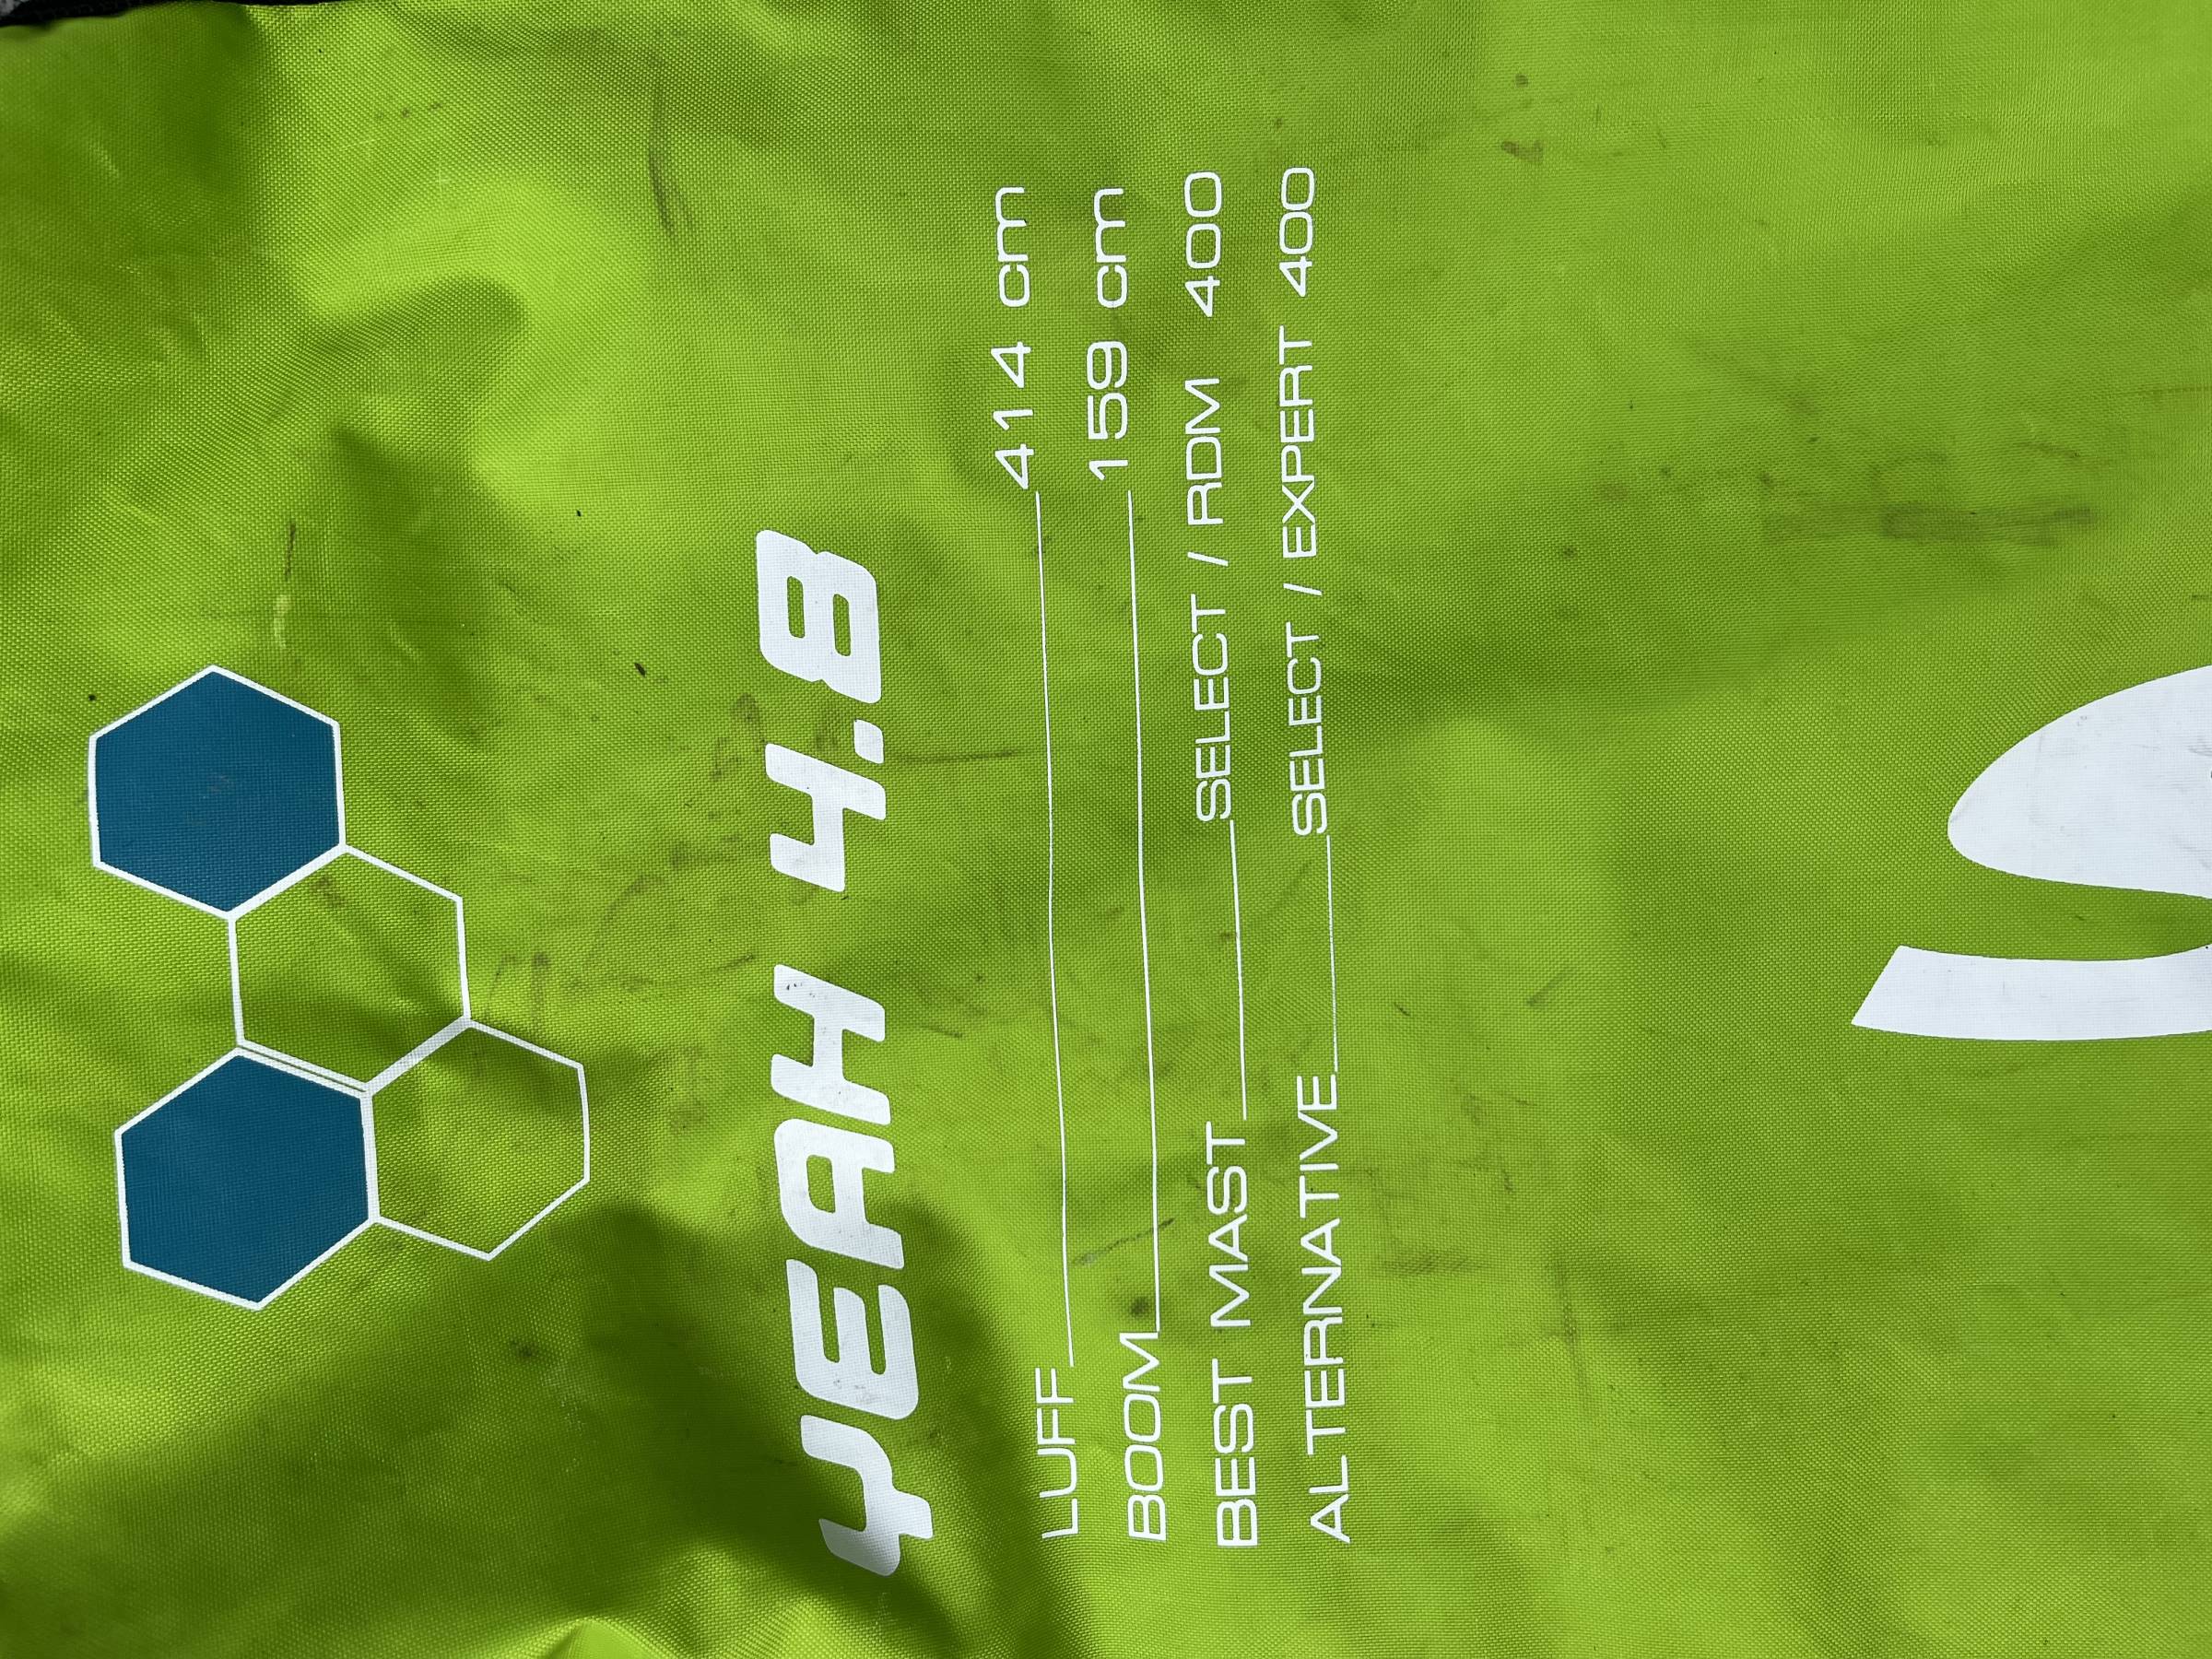 YEAH 4.8
LUFF 414 cm
BOOM 159 cm
BEST MAST SELECT / RDM 400
ALTERNATIVE SELECT / EXPERT 400